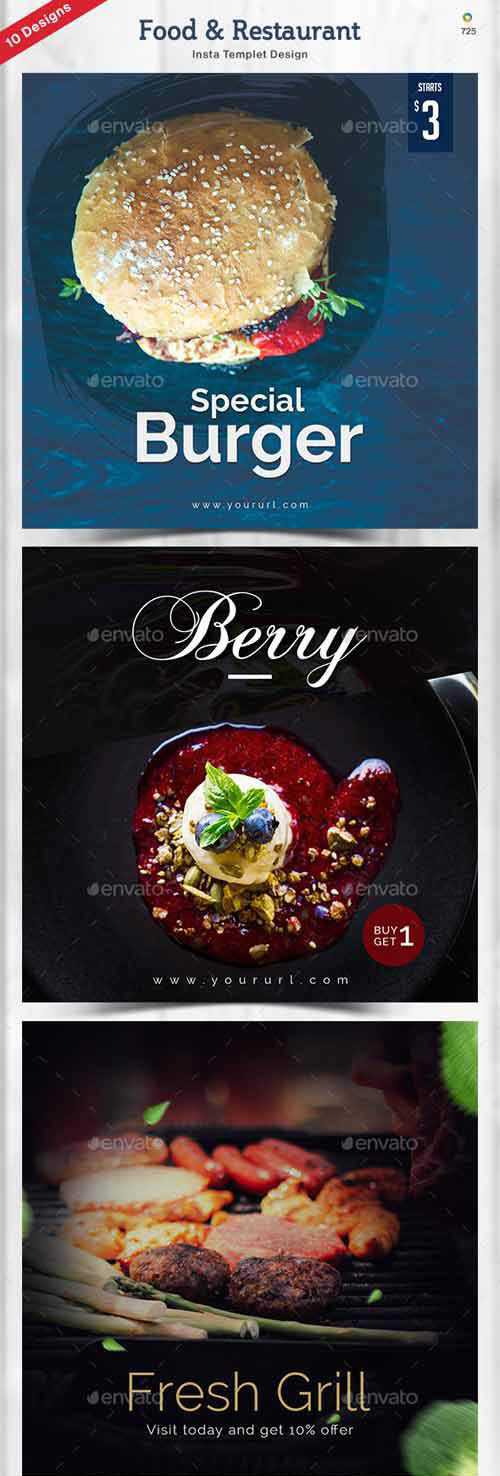 10 Designs
Food & Restaurant
725
Insta Templet Design
envato
envato
STARTS
$3
envato
envato
Special
Burger
www.yoururl.com
envato
envato
Berry
envato
envato
BUY
GET 1
www.yoururl.com
envato
envato
Fresh Grill
envato
envato
Visit today and get 10% offer